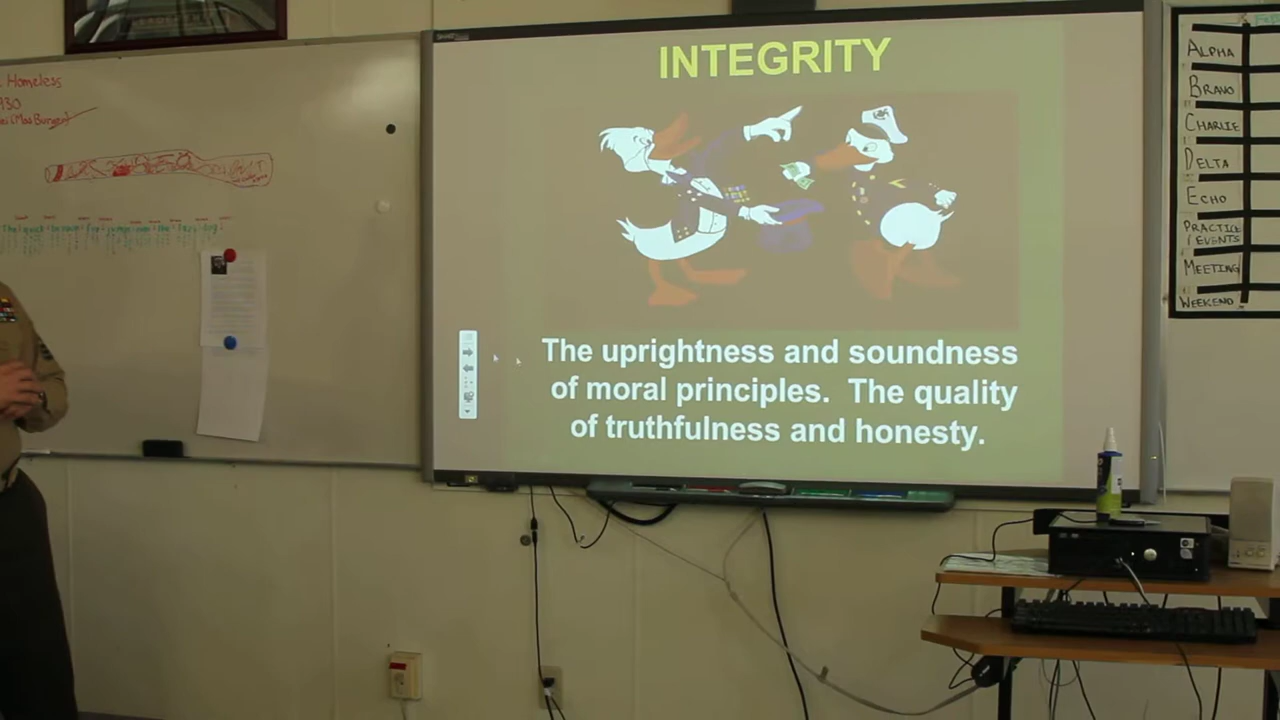 Homeless
930
INTEGRITY
The uprightness and soundness
of moral principles. The quality
of truthfulness and honesty.
ALPHA
BRAVO
CHARLIE
DELTA
ECHO
PRACTICE
/EVENTS
MEETING
WEEKEND